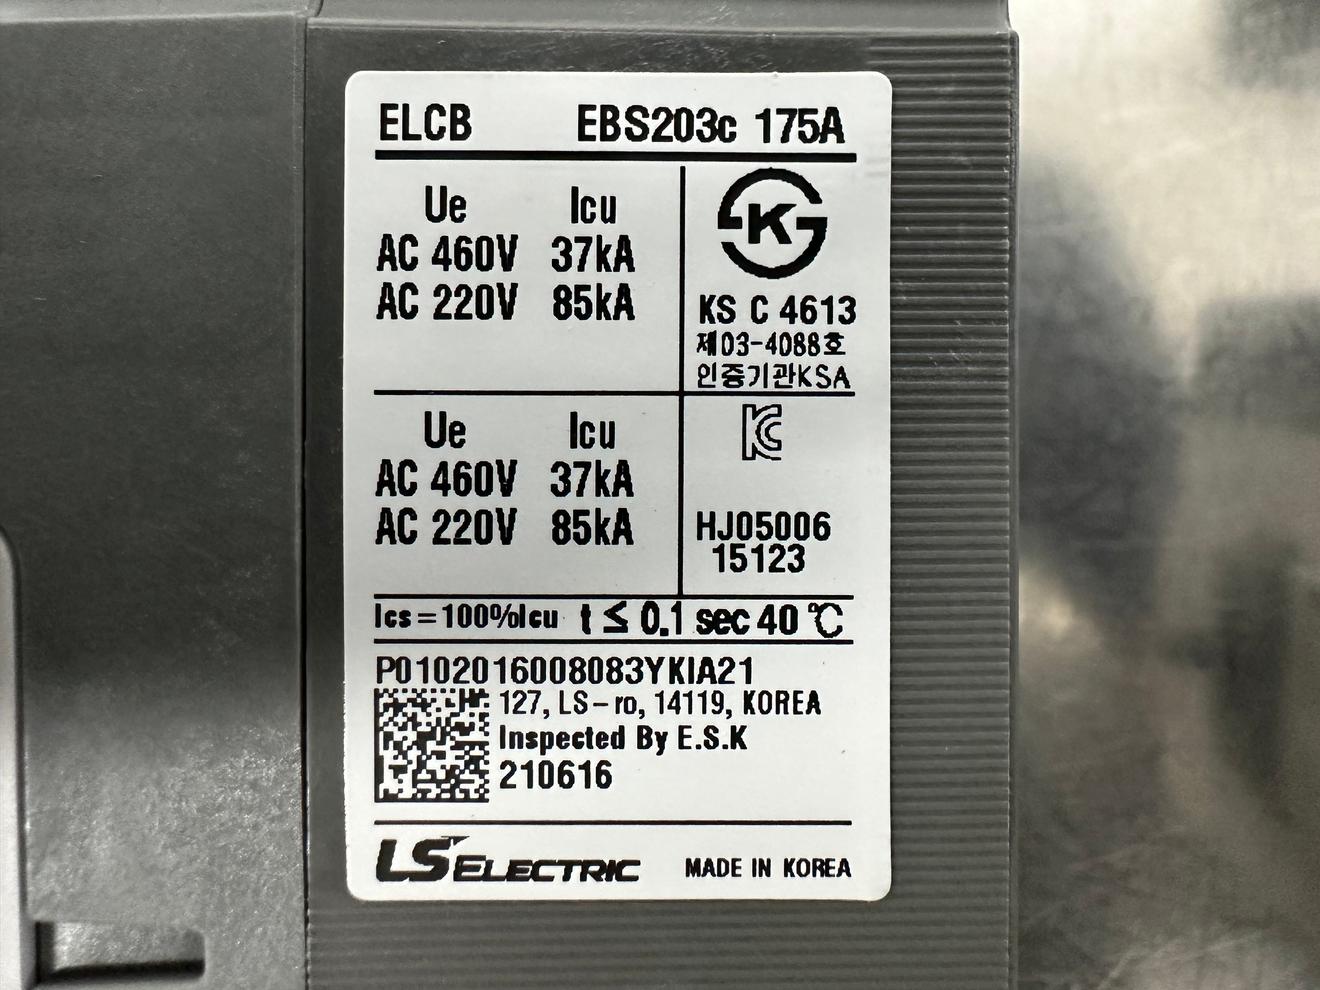 ELCB EBS203c 175A
Ue Icu
AC 460V 37kA
AC 220V 85kA
K
KS C 4613
제03-4088호
인증기관KSA
Ue Icu
AC 460V 37kA
AC 220V 85kA
KC
HJ05006
15123
Ics=100%Icu t ≤ 0.1 sec 40 ℃
P0102016008083YKIA21
127, LS-ro, 14119, KOREA
Inspected By E.S.K
210616
LS ELECTRIC MADE IN KOREA